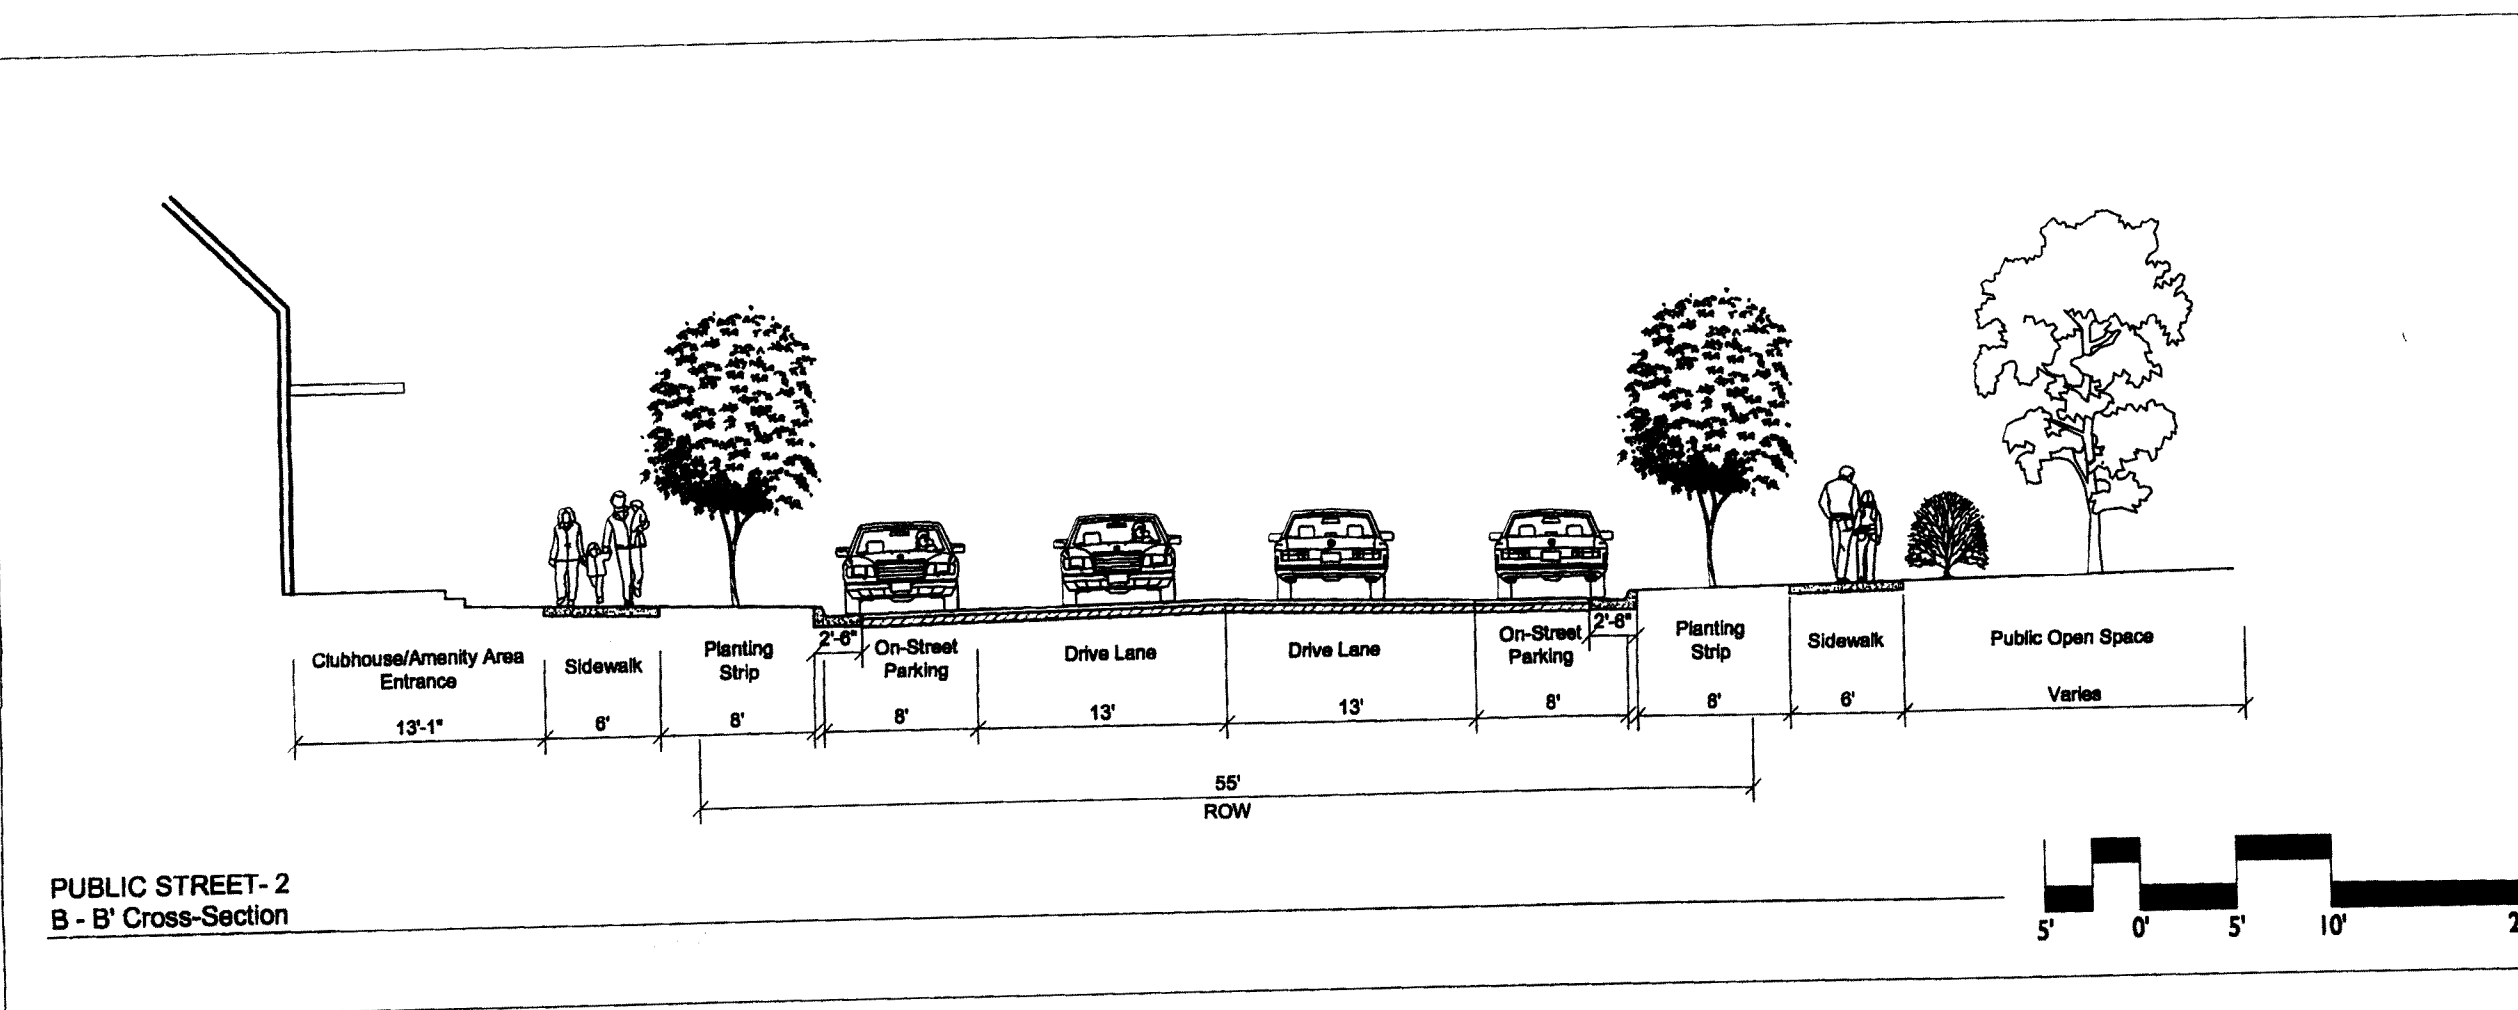 2'-6"
2'-6"
Clubhouse/Amenity Area
Entrance
Sidewalk
Planting
Strip
On-Street
Parking
Drive Lane
Drive Lane
On-Street
Parking
Planting
Strip
Sidewalk
Public Open Space
13'-1"
6'
8'
8'
13'
13'
8'
8'
6'
Varies
55'
ROW
PUBLIC STREET- 2
B - B' Cross-Section
5'
0'
5'
10'